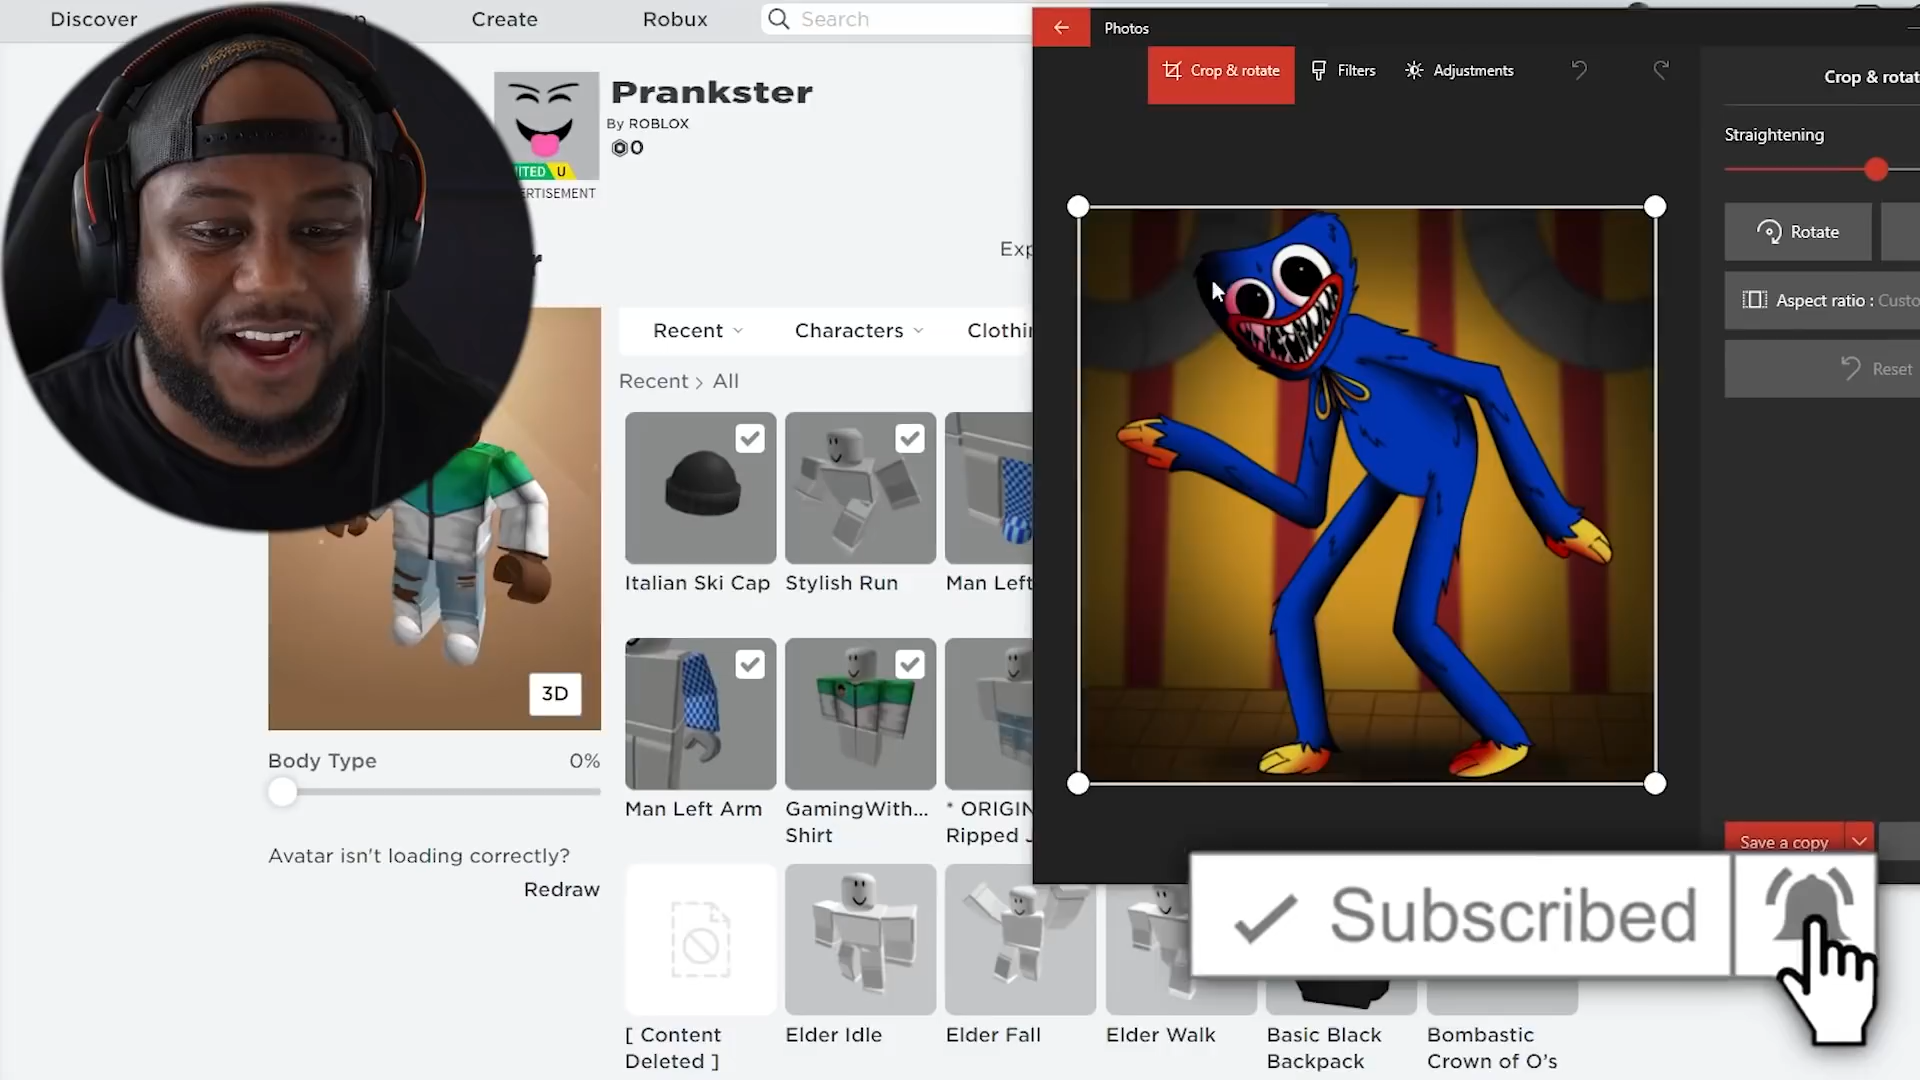 Discover
Create
Robux
Search
Prankster
By ROBLOX
0
U
Recent
Characters
Recent > All
Italian Ski Cap
Stylish Run
Man Left
Man Left Arm
GamingWith...
Shirt
* ORIGIN
Ripped J
[ Content
Deleted ]
Elder Idle
Elder Fall
Elder Walk
Basic Black
Backpack
Bombastic
Crown of O's
3D
Body Type
0%
Avatar isn't loading correctly?
Redraw
Photos
Crop & rotate
Filters
Adjustments
Crop & rotat
Straightening
Rotate
Aspect ratio : Custo
Reset
Save a copy
Subscribed